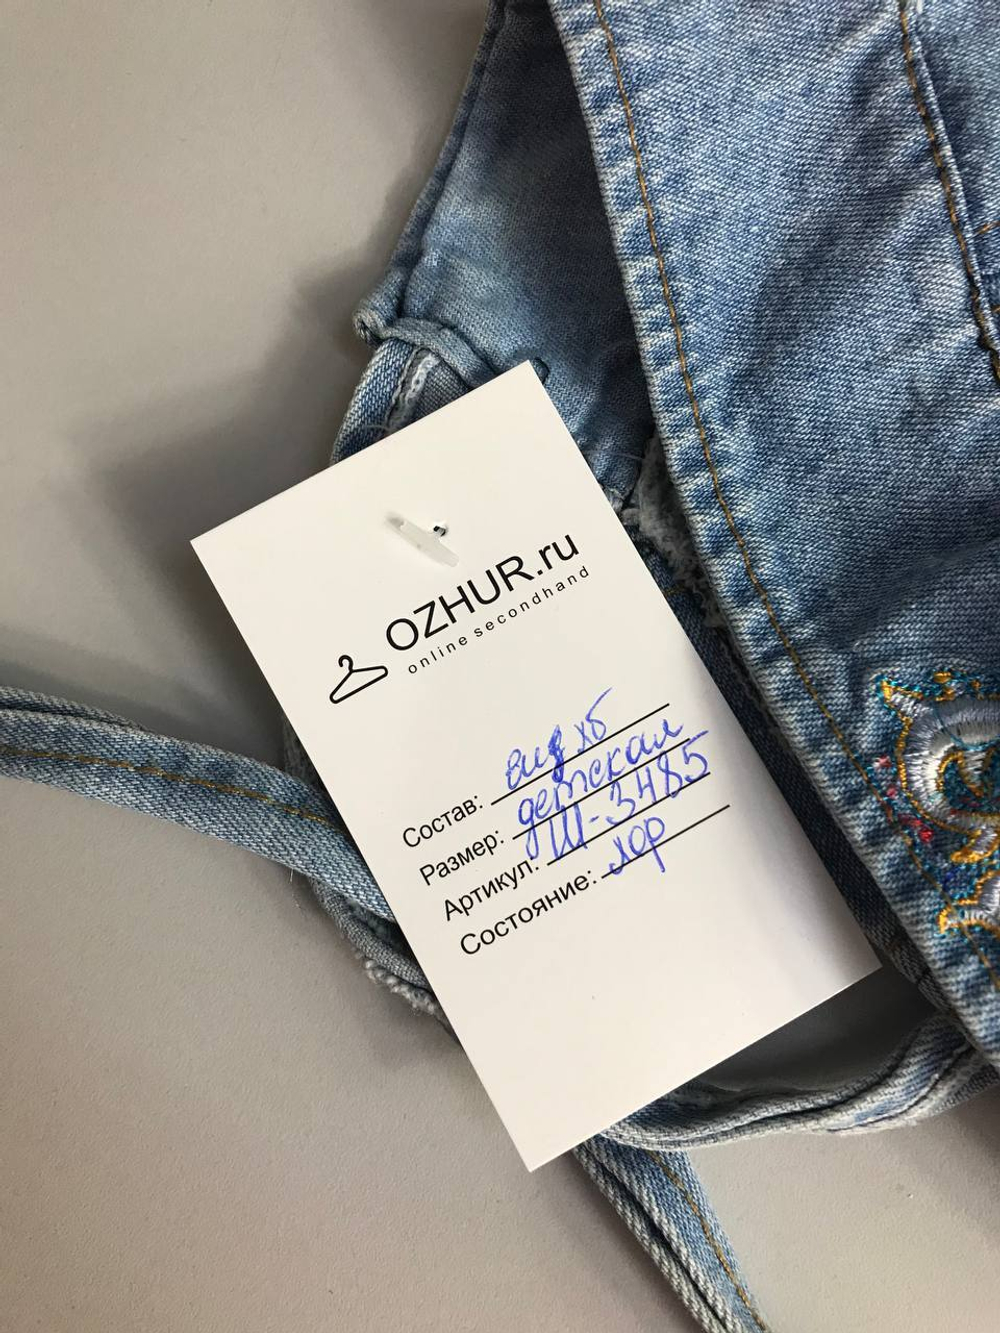 OZHUR.ru
online secondhand
Состав: вид хб
Размер: детская
Артикул: Ш-3485
Состояние: хор